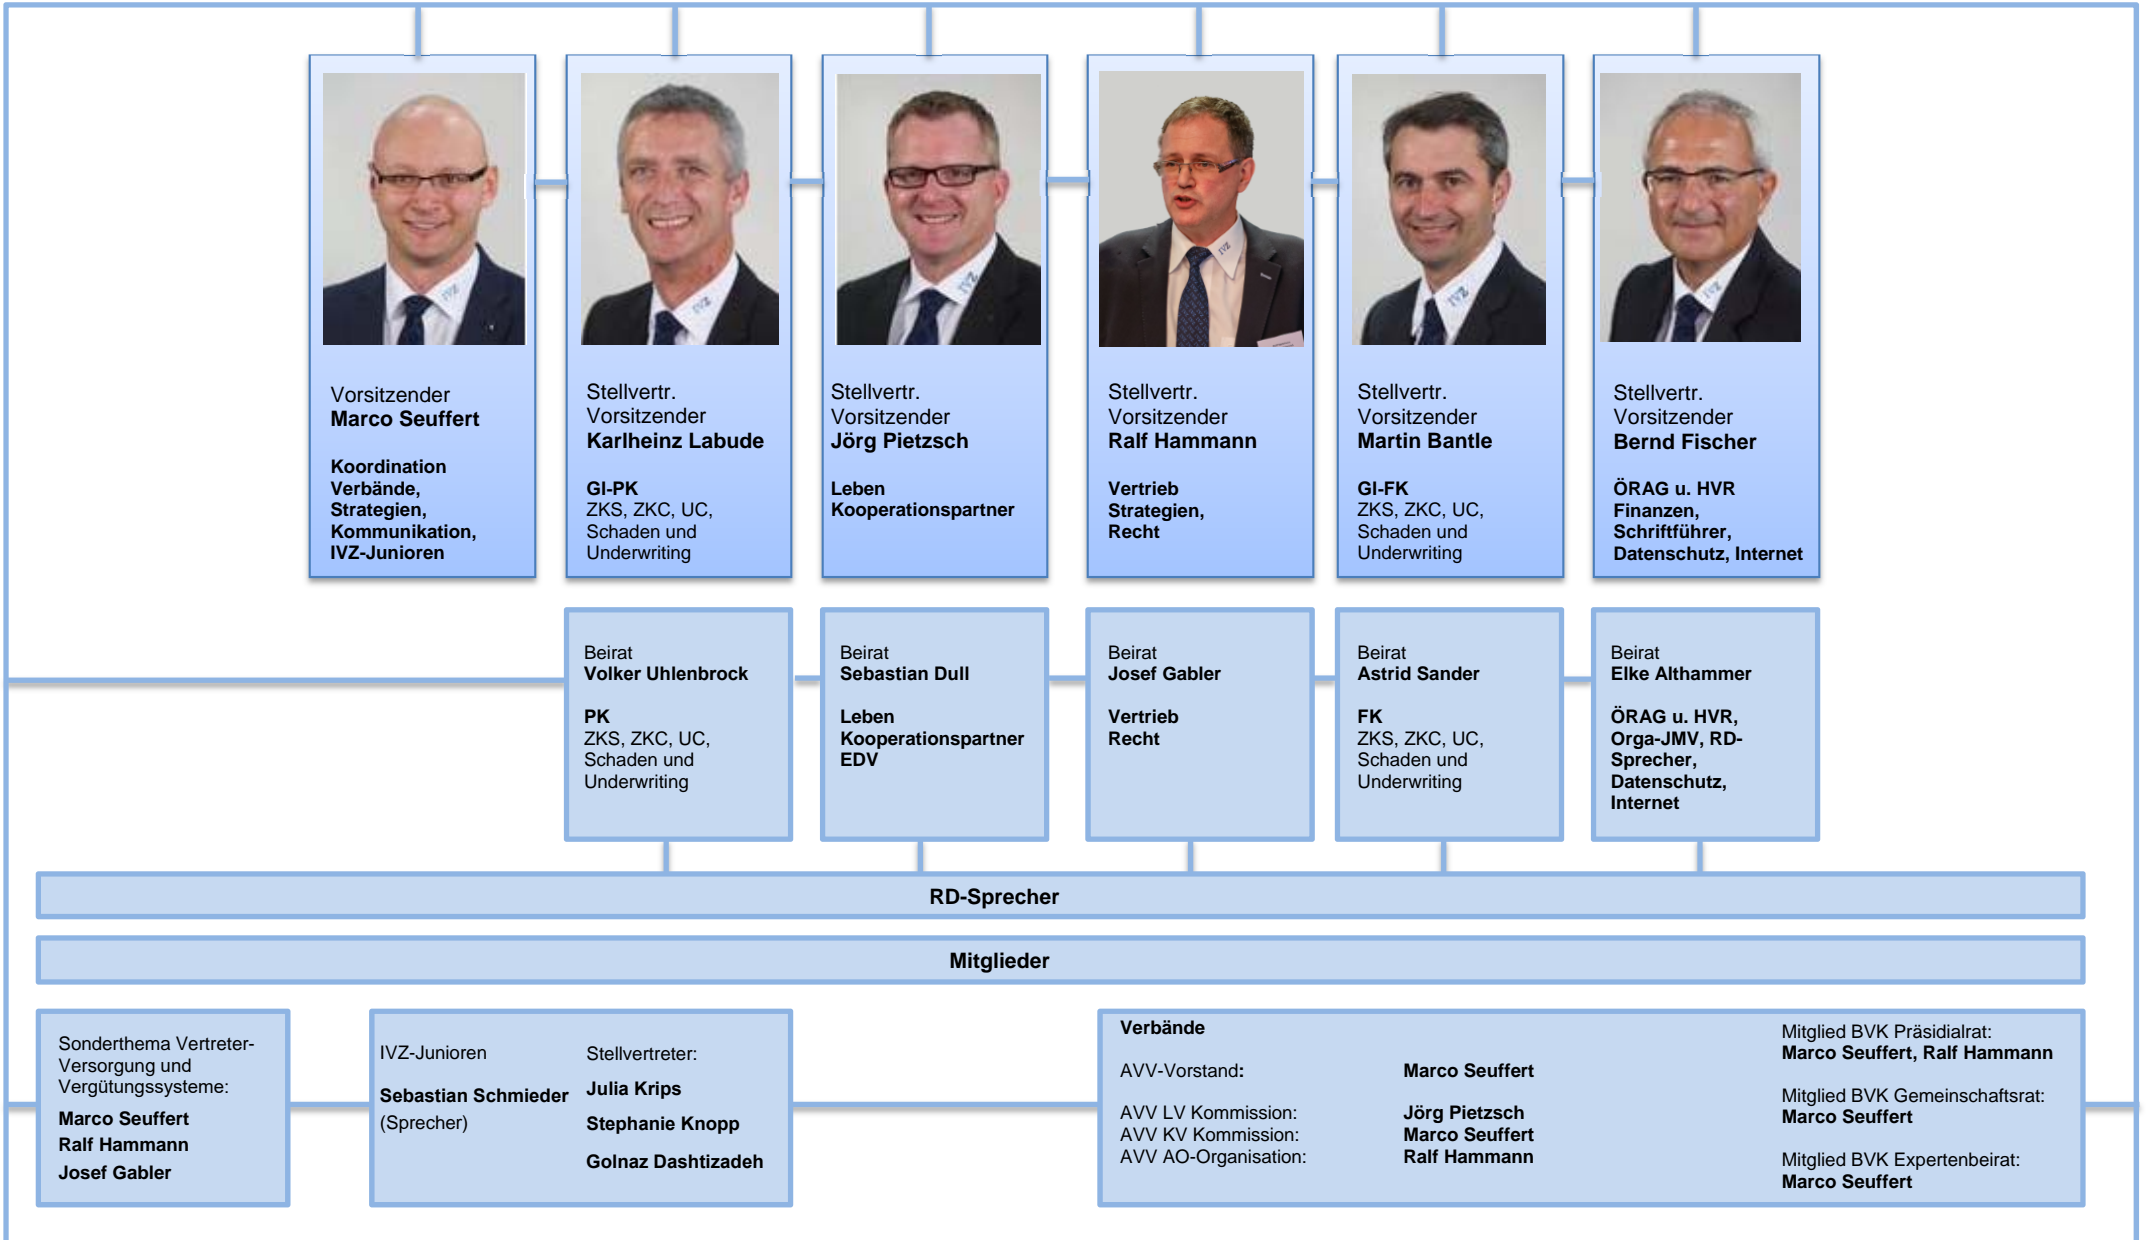 IVZ
IVZ
IVZ
IVZ
IVZ
IVZ
Vorsitzender
Marco Seuffert
Koordination
Verbände,
Strategien,
Kommunikation,
IVZ-Junioren
Stellvertr.
Vorsitzender
Karlheinz Labude
GI-PK
ZKS, ZKC, UC,
Schaden und
Underwriting
Stellvertr.
Vorsitzender
Jörg Pietzsch
Leben
Kooperationspartner
Stellvertr.
Vorsitzender
Ralf Hammann
Vertrieb
Strategien,
Recht
Stellvertr.
Vorsitzender
Martin Bantle
GI-FK
ZKS, ZKC, UC,
Schaden und
Underwriting
Stellvertr.
Vorsitzender
Bernd Fischer
ÖRAG u. HVR
Finanzen,
Schriftführer,
Datenschutz, Internet
Beirat
Volker Uhlenbrock
PK
ZKS, ZKC, UC,
Schaden und
Underwriting
Beirat
Sebastian Dull
Leben
Kooperationspartner
EDV
Beirat
Josef Gabler
Vertrieb
Recht
Beirat
Astrid Sander
FK
ZKS, ZKC, UC,
Schaden und
Underwriting
Beirat
Elke Althammer
ÖRAG u. HVR,
Orga-JMV, RD-
Sprecher,
Datenschutz,
Internet
RD-Sprecher
Mitglieder
Sonderthema Vertreter-
Versorgung und
Vergütungssysteme:
Marco Seuffert
Ralf Hammann
Josef Gabler
IVZ-Junioren
Sebastian Schmieder
(Sprecher)
Stellvertreter:
Julia Krips
Stephanie Knopp
Golnaz Dashtizadeh
Verbände
AVV-Vorstand: Marco Seuffert
AVV LV Kommission: Jörg Pietzsch
AVV KV Kommission: Marco Seuffert
AVV AO-Organisation: Ralf Hammann
Mitglied BVK Präsidialrat:
Marco Seuffert, Ralf Hammann
Mitglied BVK Gemeinschaftsrat:
Marco Seuffert
Mitglied BVK Expertenbeirat:
Marco Seuffert